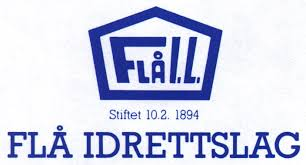 FLÅ I.L.
Stiftet 10.2. 1894
FLÅ IDRETTSLAG